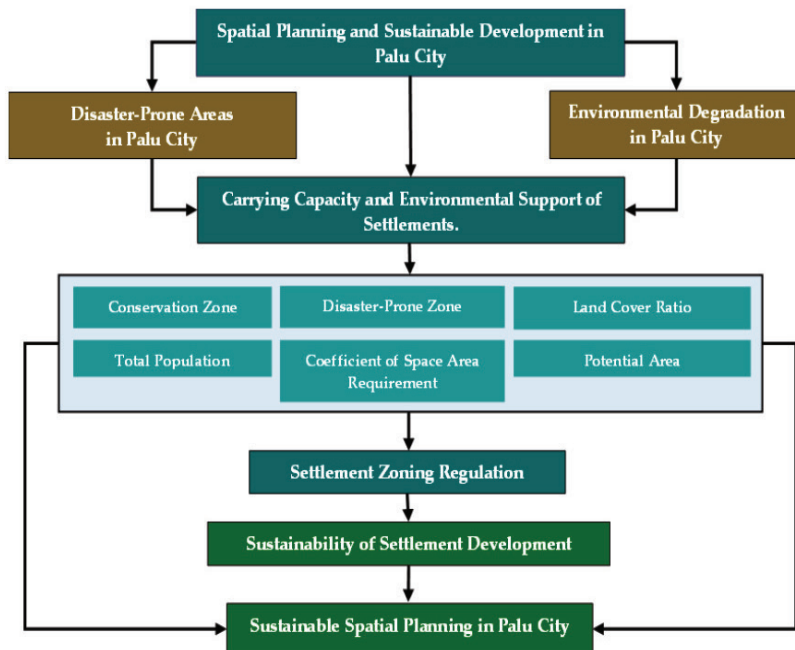 Spatial Planning and Sustainable Development in
Palu City
Disaster-Prone Areas
in Palu City
Environmental Degradation
in Palu City
Carrying Capacity and Environmental Support of
Settlements.
Conservation Zone
Disaster-Prone Zone
Land Cover Ratio
Total Population
Coefficient of Space Area
Requirement
Potential Area
Settlement Zoning Regulation
Sustainability of Settlement Development
Sustainable Spatial Planning in Palu City